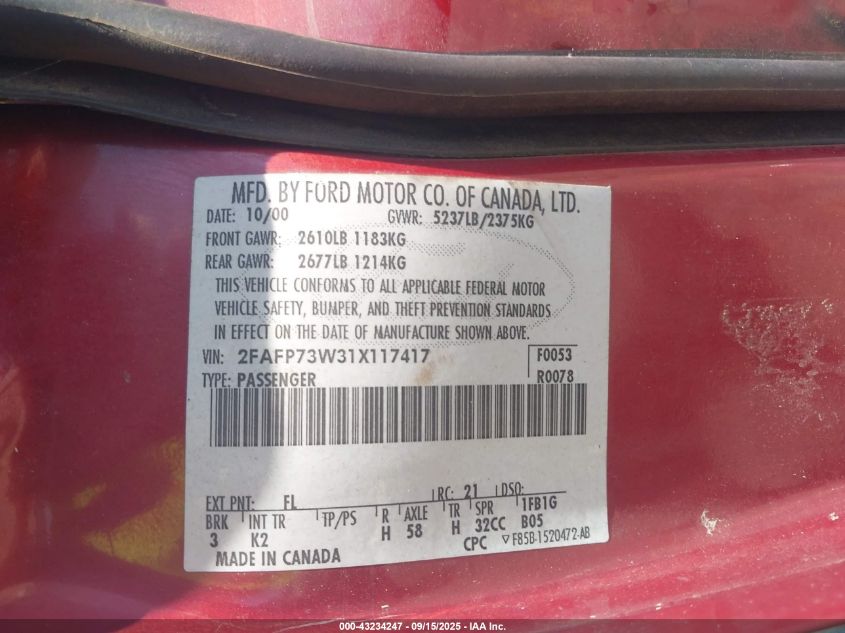 MFD. BY FORD MOTOR CO. OF CANADA, LTD.
DATE: 10/00 GVWR: 5237LB/2375KG
FRONT GAWR: 2610LB 1183KG
REAR GAWR: 2677LB 1214KG
THIS VEHICLE CONFORMS TO ALL APPLICABLE FEDERAL MOTOR
VEHICLE SAFETY, BUMPER, AND THEFT PREVENTION STANDARDS
IN EFFECT ON THE DATE OF MANUFACTURE SHOWN ABOVE.
VIN: 2FAFP73W31X117417 F0053
TYPE: PASSENGER R0078
EXT PNT: FL RC: 21 DSO:
BRK INT TR TP/PS R AXLE TR SPR 1FB1G
3 K2 H 58 H 32CC B05
MADE IN CANADA CPC ▽F85B-1520472-AB
000-43234247 - 09/15/2025 - IAA Inc.